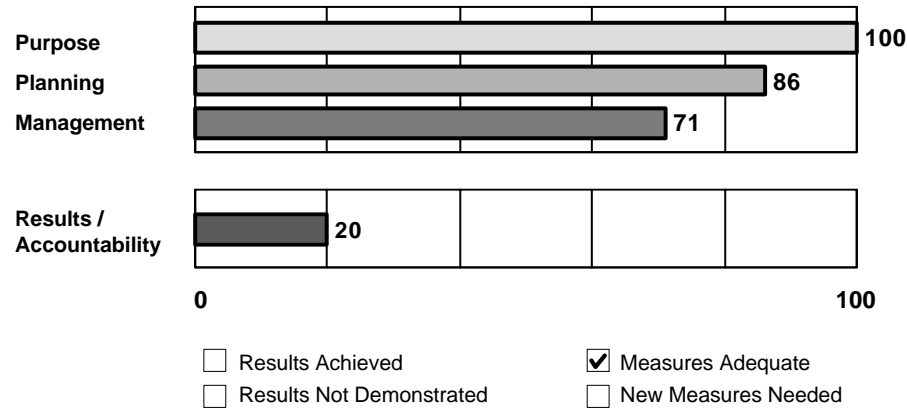 Purpose 100
Planning 86
Management 71
Results /
Accountability 20
0 100
Results Achieved Measures Adequate
Results Not Demonstrated New Measures Needed